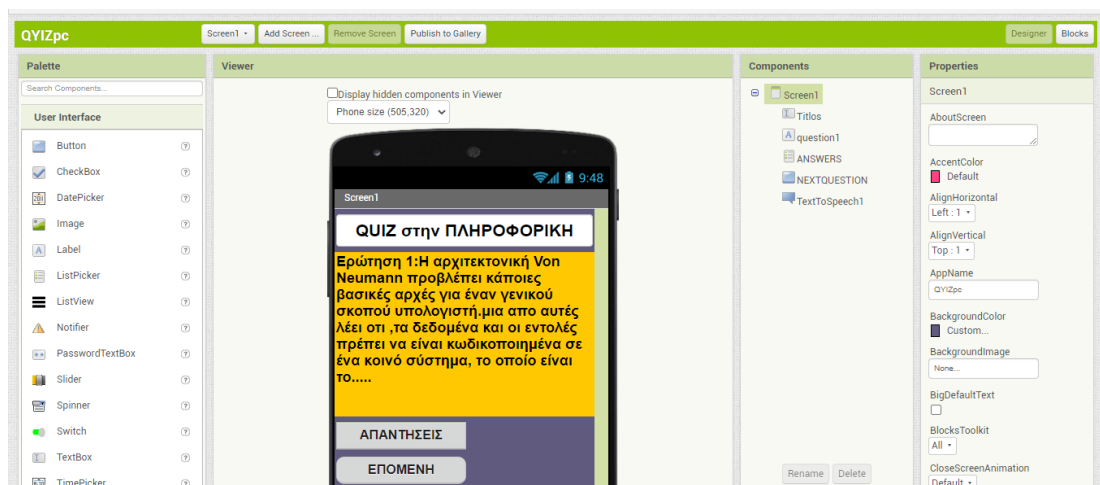 QYIZpc
Screen1
Add Screen ...
Remove Screen
Publish to Gallery
Designer
Blocks
Palette
Search Components...
User Interface
Button
CheckBox
DatePicker
Image
Label
ListPicker
ListView
Notifier
PasswordTextBox
Slider
Spinner
Switch
TextBox
TimePicker
Viewer
Display hidden components in Viewer
Phone size (505,320)
9:48
Screen1
QUIZ στην ΠΛΗΡΟΦΟΡΙΚΗ
Ερώτηση 1:Η αρχιτεκτονική Von
Neumann προβλέπει κάποιες
βασικές αρχές για έναν γενικού
σκοπού υπολογιστή.μια απο αυτές
λέει οτι ,τα δεδομένα και οι εντολές
πρέπει να είναι κωδικοποιημένα σε
ένα κοινό σύστημα, το οποίο είναι
το.....
ΑΠΑΝΤΗΣΕΙΣ
ΕΠΟΜΕΝΗ
Components
Screen1
Titlos
question1
ANSWERS
NEXTQUESTION
TextToSpeech1
Rename
Delete
Properties
Screen1
AboutScreen
AccentColor
Default
AlignHorizontal
Left : 1
AlignVertical
Top : 1
AppName
QYIZpc
BackgroundColor
Custom...
BackgroundImage
None...
BigDefaultText
BlocksToolkit
All
CloseScreenAnimation
Default